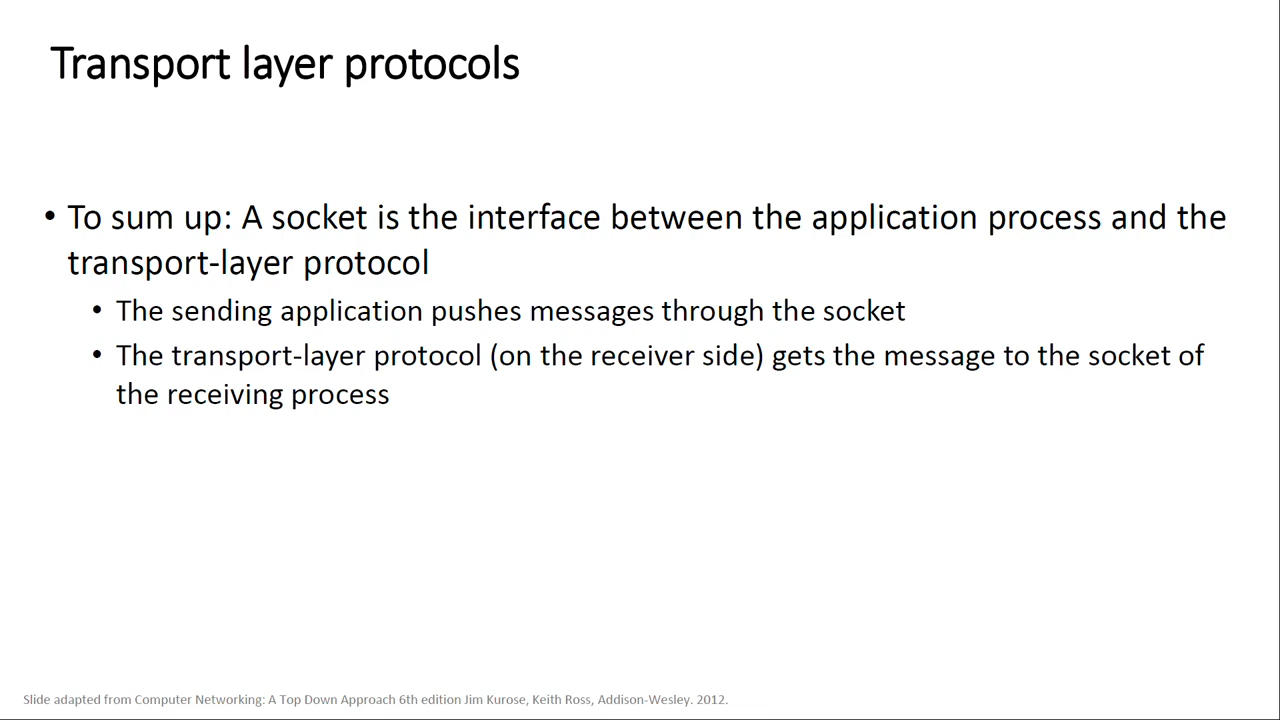 Transport layer protocols
• To sum up: A socket is the interface between the application process and the
transport-layer protocol
• The sending application pushes messages through the socket
• The transport-layer protocol (on the receiver side) gets the message to the socket of
the receiving process
Slide adapted from Computer Networking: A Top Down Approach 6th edition Jim Kurose, Keith Ross, Addison-Wesley. 2012.